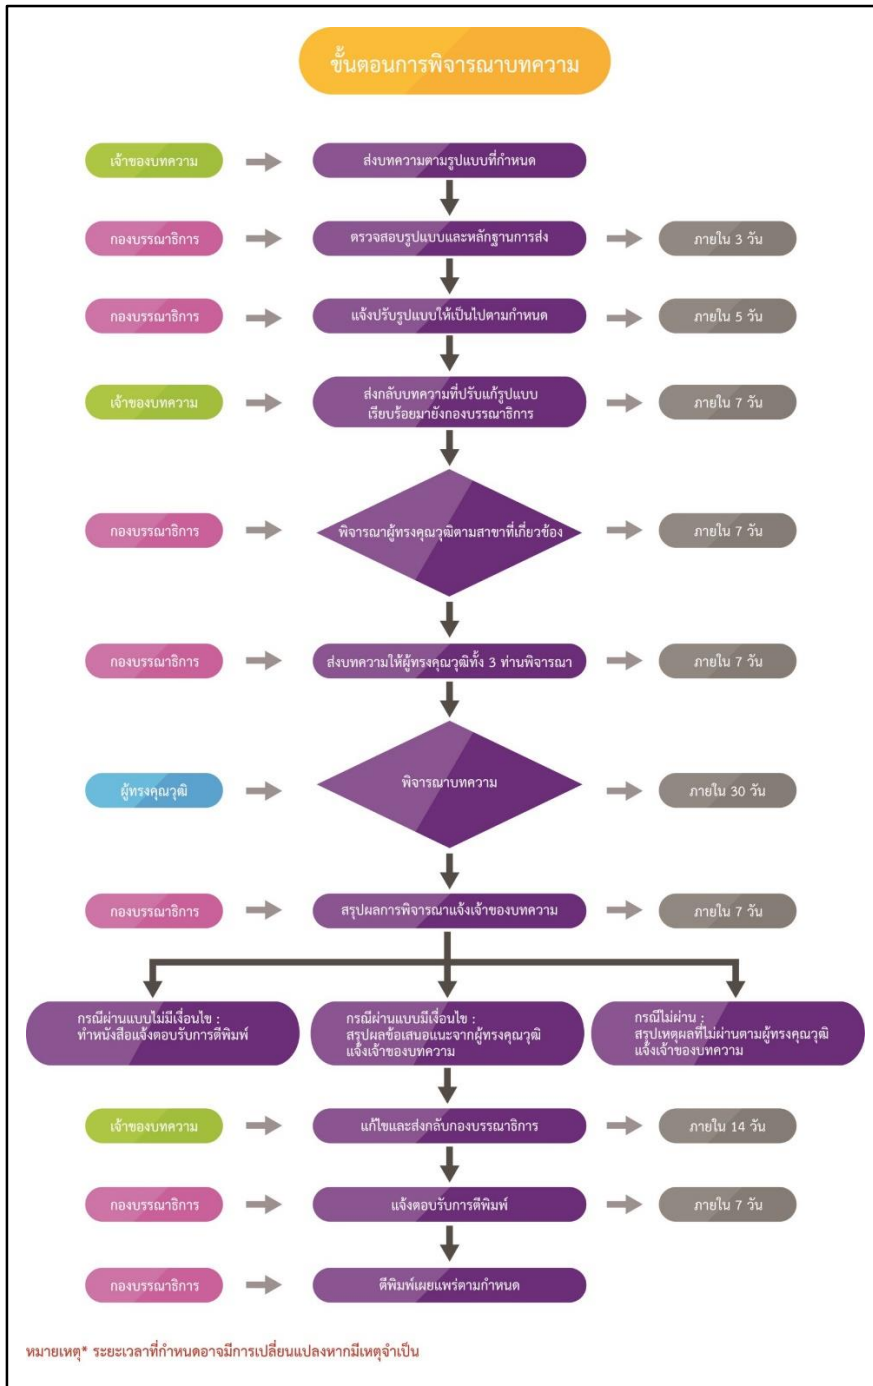 ขั้นตอนการพิจารณาบทความ
เจ้าของบทความ
ส่งบทความตามรูปแบบที่กำหนด
กองบรรณาธิการ
ตรวจสอบรูปแบบและหลักฐานการส่ง
ภายใน 3 วัน
กองบรรณาธิการ
แจ้งปรับรูปแบบให้เป็นไปตามกำหนด
ภายใน 5 วัน
เจ้าของบทความ
ส่งกลับบทความที่ปรับแก้รูปแบบ
เรียบร้อยมายังกองบรรณาธิการ
ภายใน 7 วัน
กองบรรณาธิการ
พิจารณาผู้ทรงคุณวุฒิตามสาขาที่เกี่ยวข้อง
ภายใน 7 วัน
กองบรรณาธิการ
ส่งบทความให้ผู้ทรงคุณวุฒิทั้ง 3 ท่านพิจารณา
ภายใน 7 วัน
ผู้ทรงคุณวุฒิ
พิจารณาบทความ
ภายใน 30 วัน
กองบรรณาธิการ
สรุปผลการพิจารณาแจ้งเจ้าของบทความ
ภายใน 7 วัน
กรณีผ่านแบบไม่มีเงื่อนไข :
ทำหนังสือแจ้งตอบรับการตีพิมพ์
กรณีผ่านแบบมีเงื่อนไข :
สรุปผลข้อเสนอแนะจากผู้ทรงคุณวุฒิ
แจ้งเจ้าของบทความ
กรณีไม่ผ่าน :
สรุปเหตุผลที่ไม่ผ่านตามผู้ทรงคุณวุฒิ
แจ้งเจ้าของบทความ
เจ้าของบทความ
แก้ไขและส่งกลับกองบรรณาธิการ
ภายใน 14 วัน
กองบรรณาธิการ
แจ้งตอบรับการตีพิมพ์
ภายใน 7 วัน
กองบรรณาธิการ
ตีพิมพ์เผยแพร่ตามกำหนด
หมายเหตุ* ระยะเวลาที่กำหนดอาจมีการเปลี่ยนแปลงหากมีเหตุจำเป็น